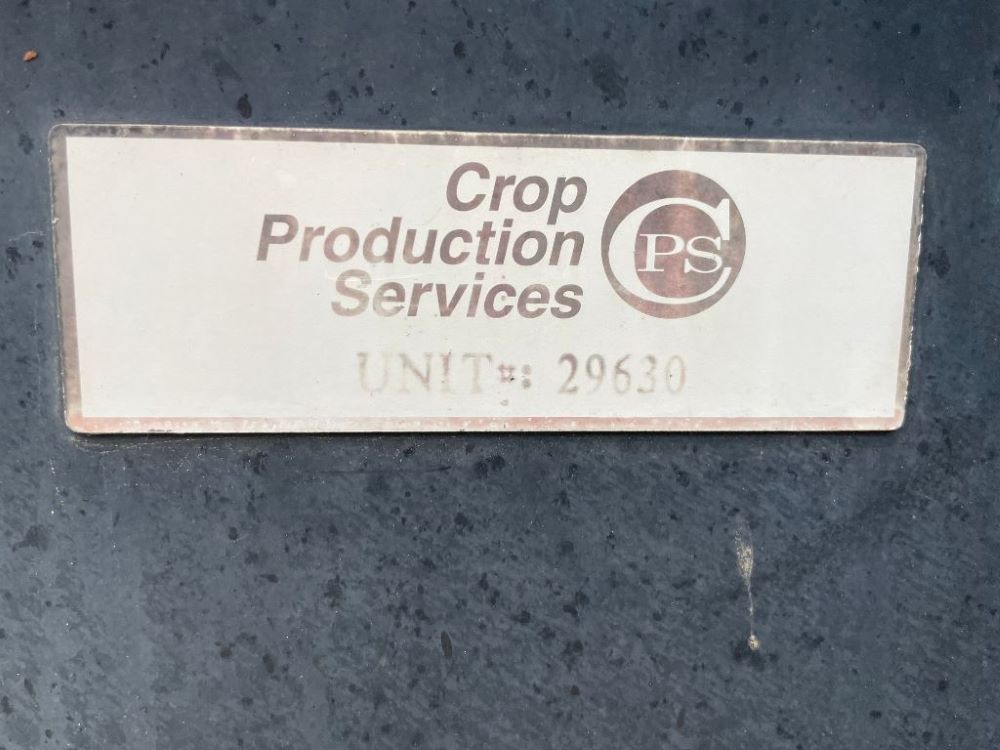 Crop
Production
Services
CPS
UNIT#: 29630